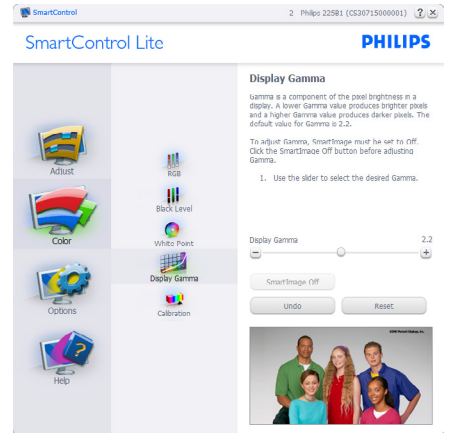 SmartControl
2 Philips 225B1 (CS30715000001)
SmartControl Lite
PHILIPS
Adjust
Color
Options
Help
RGB
Black Level
White Point
Display Gamma
Calibration
Display Gamma
Gamma is a component of the pixel brightness in a
display. A lower Gamma value produces brighter pixels
and a higher Gamma value produces darker pixels. The
default value for Gamma is 2.2.
To adjust Gamma, SmartImage must be set to Off.
Click the SmartImage Off button before adjusting
Gamma.
1. Use the slider to select the desired Gamma.
Display Gamma 2.2
SmartImage Off
Undo Reset